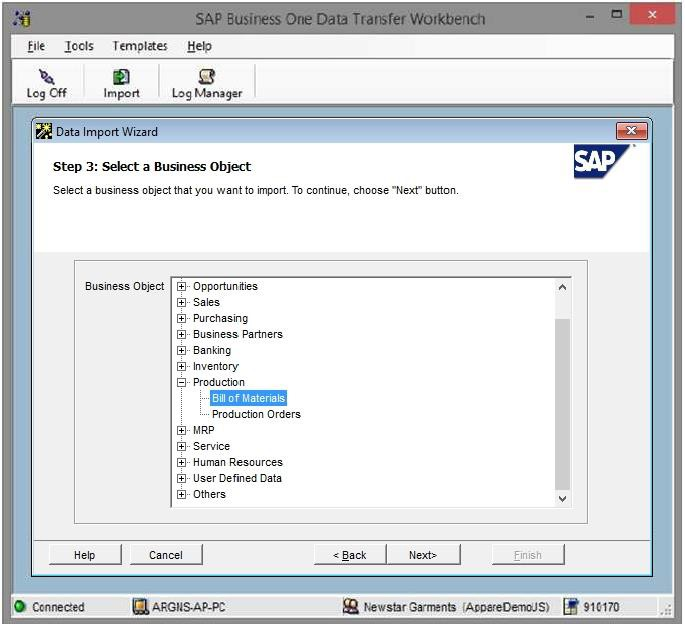 SAP Business One Data Transfer Workbench
File Tools Templates Help
Log Off Import Log Manager
Data Import Wizard
Step 3: Select a Business Object
SAP
Select a business object that you want to import. To continue, choose "Next" button.
Business Object
Opportunities
Sales
Purchasing
Business Partners
Banking
Inventory
Production
Bill of Materials
Production Orders
MRP
Service
Human Resources
User Defined Data
Others
Help Cancel < Back Next> Finish
Connected ARGNS-AP-PC Newstar Garments (AppareDemoUS) 910170